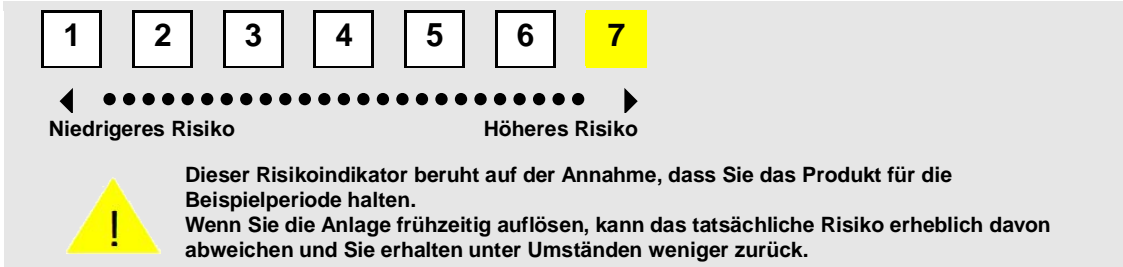 1 2 3 4 5 6 7
Niedrigeres Risiko Höheres Risiko
Dieser Risikoindikator beruht auf der Annahme, dass Sie das Produkt für die
Beispielperiode halten.
Wenn Sie die Anlage frühzeitig auflösen, kann das tatsächliche Risiko erheblich davon
abweichen und Sie erhalten unter Umständen weniger zurück.
!